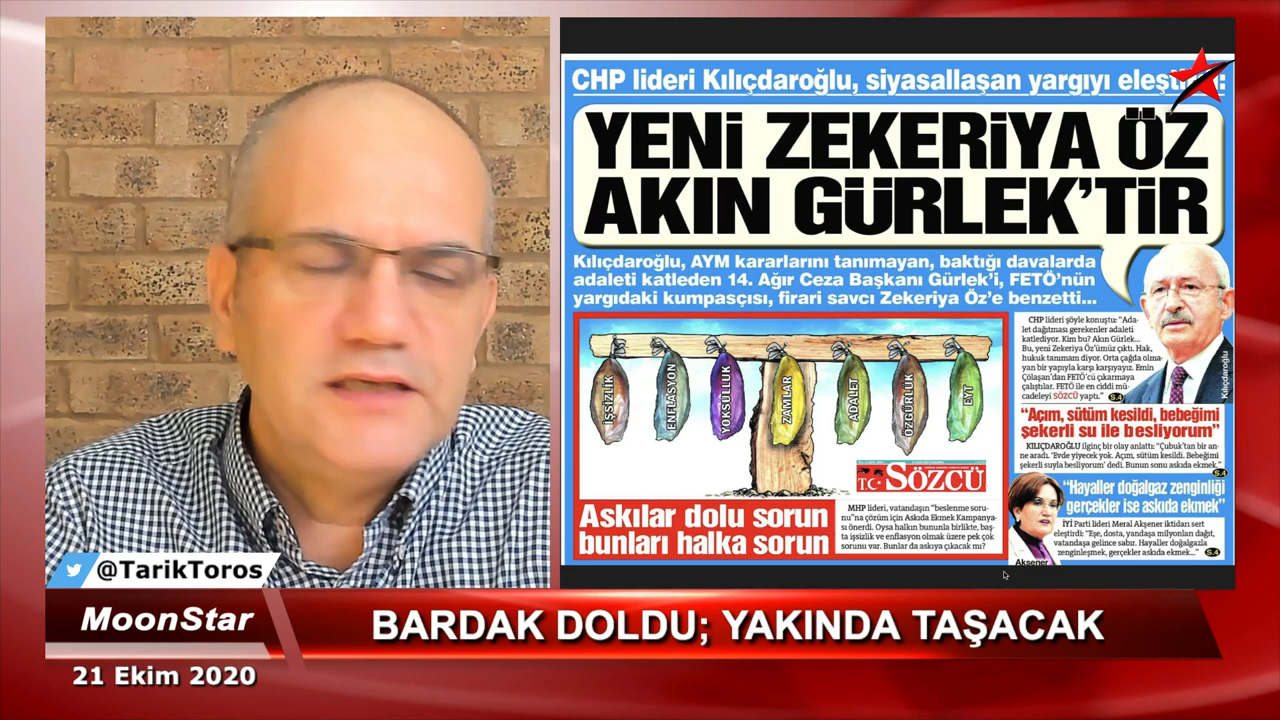 CHP lideri Kılıçdaroğlu, siyasallaşan yargıyı
YENİ ZEKERİYA ÖZ
AKIN GÜRLEK'TİR
Kılıçdaroğlu, AYM kararlarını tanımayan, baktığı davalarda
adaleti katleden 14. Ağır Ceza Başkanı Gürlek'i, FETÖ'nün
yargıdaki kumpasçısı, firari savcı Zekeriya Öz'e benzetti...
CHP lideri şöyle konuştu: "Ada-
let dağıtması gerekenler adaleti
katlediyor. Kim bu? Akın Gürlek...
Bu, yeni Zekeriya Öz'ümüz çıktı. Hak,
hukuk tanımam diyor. Orta çağda olma-
yan bir yapıyla karşı karşıyayız. Emin
Çölaşan'dan FETÖ'cü çıkarmaya
çalıştılar. FETÖ ile en ciddi mü-
cadeleyi SÖZCÜ yaptı." S.4
Kılıçdaroğlu
İŞSİZLİK
ENFLASYON
YOKSULLUK
ZAMLAR
ADALET
ÖZGÜRLÜK
EYT
T.C. SÖZCÜ
Askılar dolu sorun
bunları halka sorun
MHP lideri, vatandaşın "beslenme soru-
nu"na çözüm için Askıda Ekmek Kampanya-
sı önerdi. Oysa halkın bununla birlikte, baş-
ta işsizlik ve enflasyon olmak üzere pek çok
sorunu var. Bunlar da askıya çıkacak mı?
"Açım, sütüm kesildi, bebeğimi
şekerli su ile besliyorum"
KILIÇDAROĞLU ilginç bir olay anlattı: "Çubuk'tan bir an-
ne aradı. 'Evde yiyecek yok. Açım, sütüm kesildi. Bebeğimi
şekerli suyla besliyorum' dedi. Bunun sonu askıda ekmek."
S.4
"Hayaller doğalgaz zenginliği
gerçekler ise askıda ekmek"
İYİ Parti lideri Meral Akşener iktidarı sert
eleştirdi: "Eşe, dosta, yandaşa milyonları dağıt,
vatandaşa gelince sabır. Hayaller doğalgazla
zenginleşmek, gerçekler askıda ekmek..." S.4
Akşener
@TarikToros
MoonStar
BARDAK DOLDU; YAKINDA TAŞACAK
21 Ekim 2020